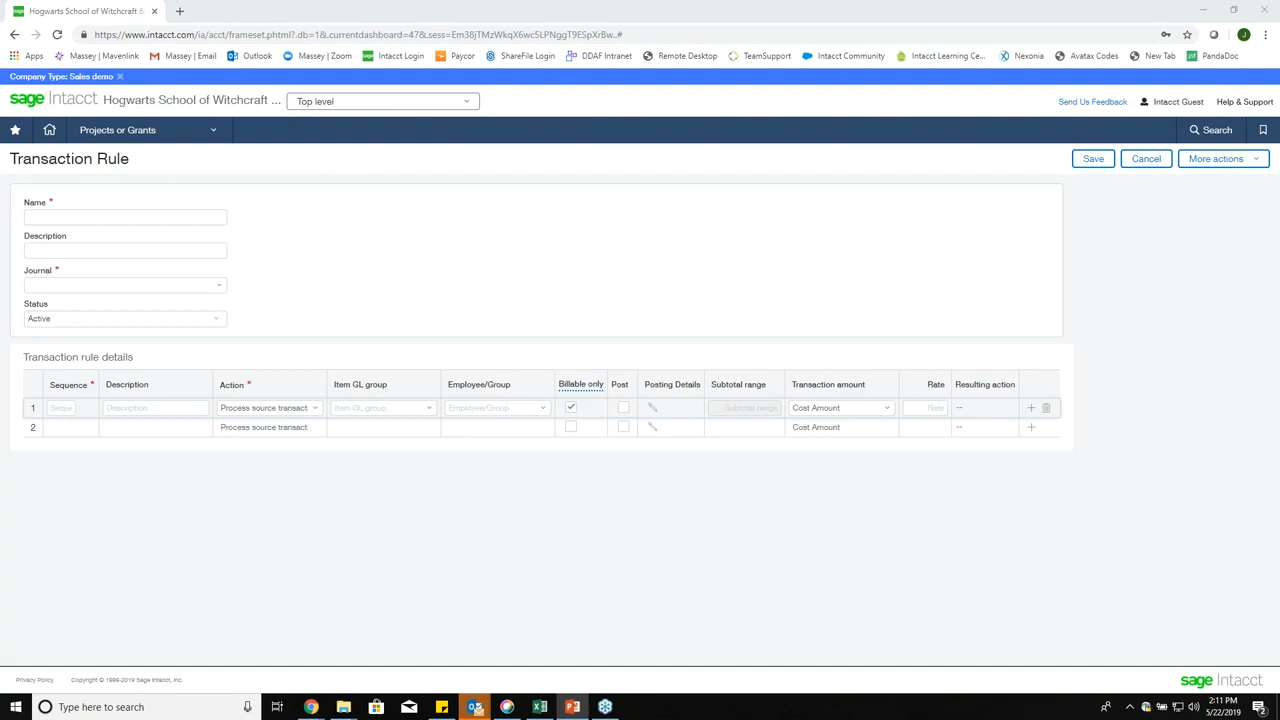 Hogwarts School of Witchcraft &
https://www.intacct.com/ia/acct/frameset.phtml?.db=1&.currentdashboard=47&.sess=Em38jTMzWkqX6wc5LPNggT9ESpXrBw..#
Apps Massey | Mavenlink Massey | Email Outlook Massey | Zoom Intacct Login Paycor ShareFile Login DDAF Intranet Remote Desktop TeamSupport Intacct Community Intacct Learning Ce... Nexonia Avatax Codes New Tab PandaDoc
Company Type: Sales demo
sage Intacct Hogwarts School of Witchcraft ... Top level Send Us Feedback Intacct Guest Help & Support
Projects or Grants Search
Transaction Rule Save Cancel More actions
Name *
Description
Journal *
Status
Active
Transaction rule details
Sequence * Description Action * Item GL group Employee/Group Billable only Post Posting Details Subtotal range Transaction amount Rate Resulting action
1 Seque Description Process source transact Item GL group Employee/Group Subtotal range Cost Amount Rate --
2 Process source transact Cost Amount --
Privacy Policy Copyright © 1999-2019 Sage Intacct, Inc. sage Intacct
Type here to search 2:11 PM
5/22/2019 2